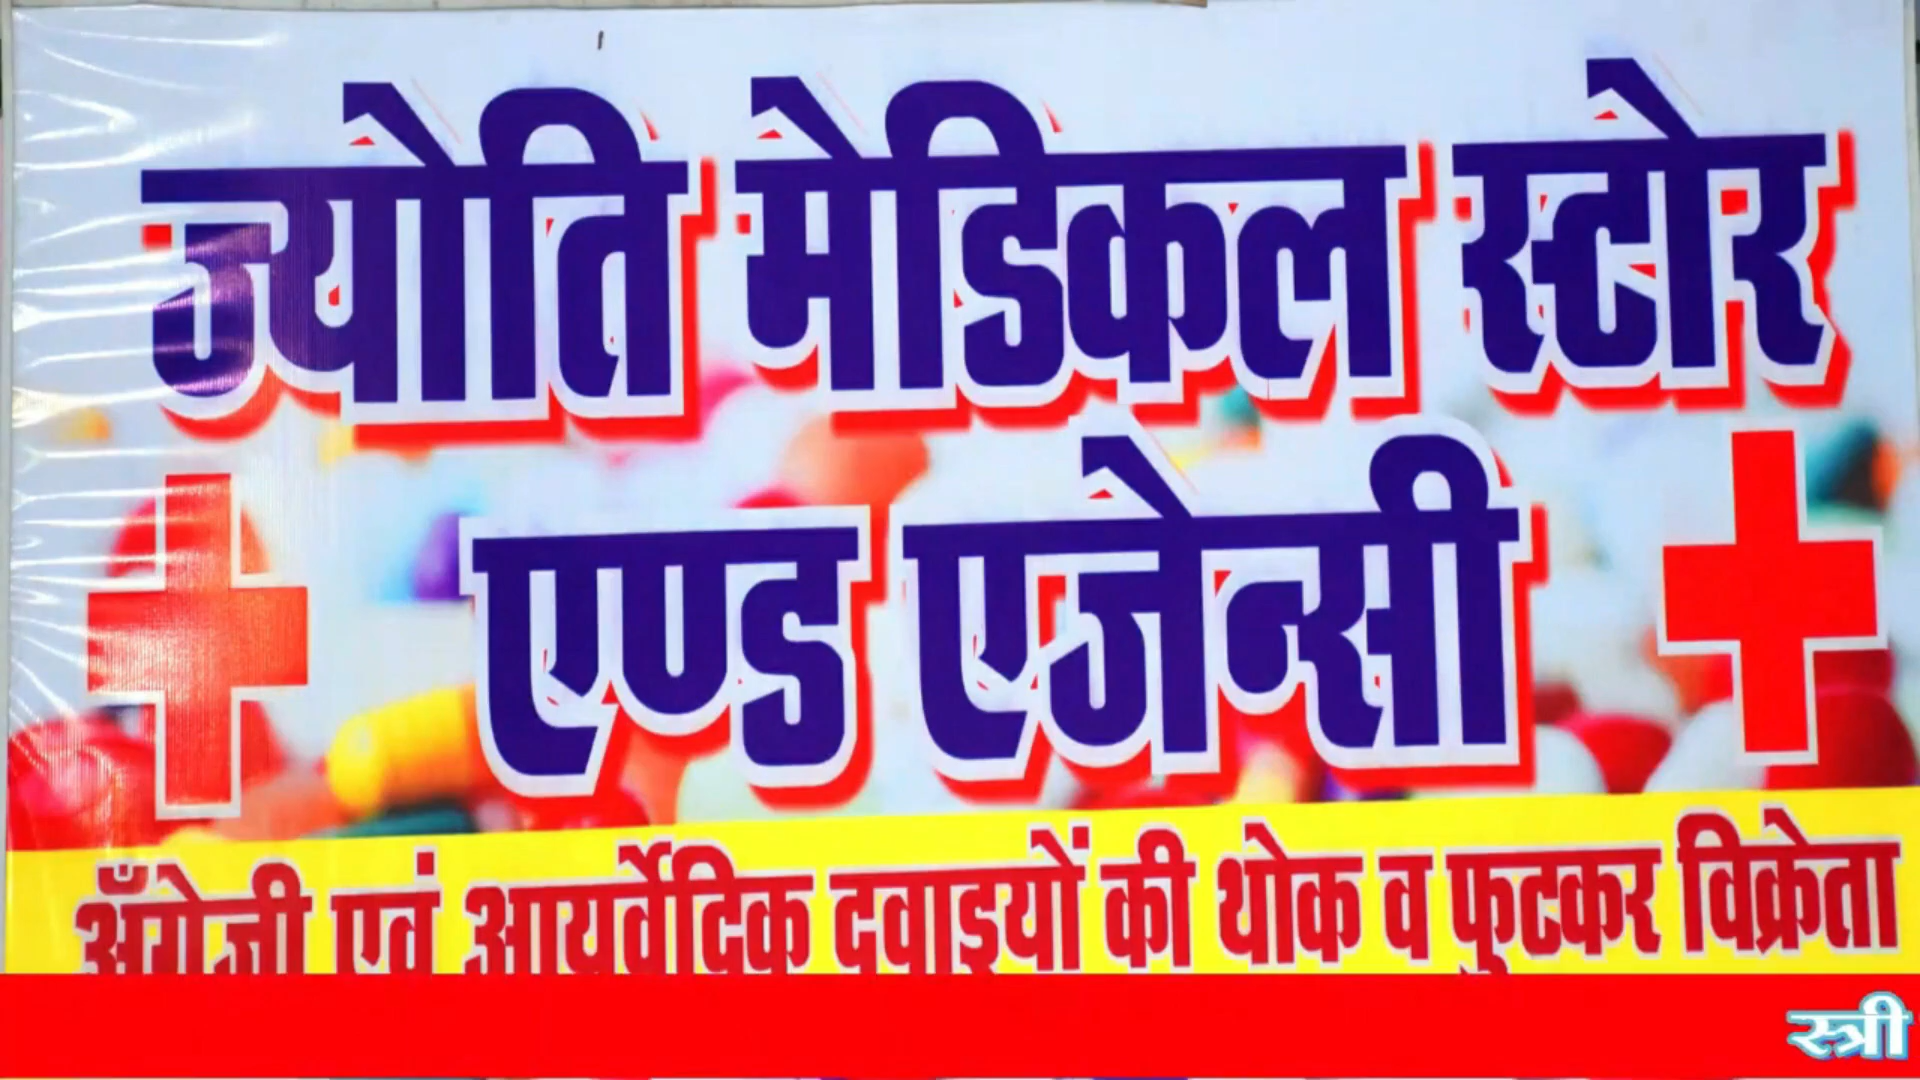 ज्योति मेडिकल स्टोर
एण्ड एजेन्सी
अँग्रेजी एवं आयुर्वेदिक दवाइयों की थोक व फुटकर विक्रेता
स्त्री